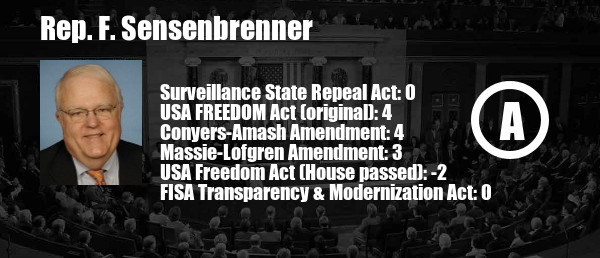 Rep. F. Sensenbrenner
Surveillance State Repeal Act: 0
USA FREEDOM Act (original): 4
Conyers-Amash Amendment: 4
Massie-Lofgren Amendment: 3
USA Freedom Act (House passed): -2
FISA Transparency & Modernization Act: 0
A